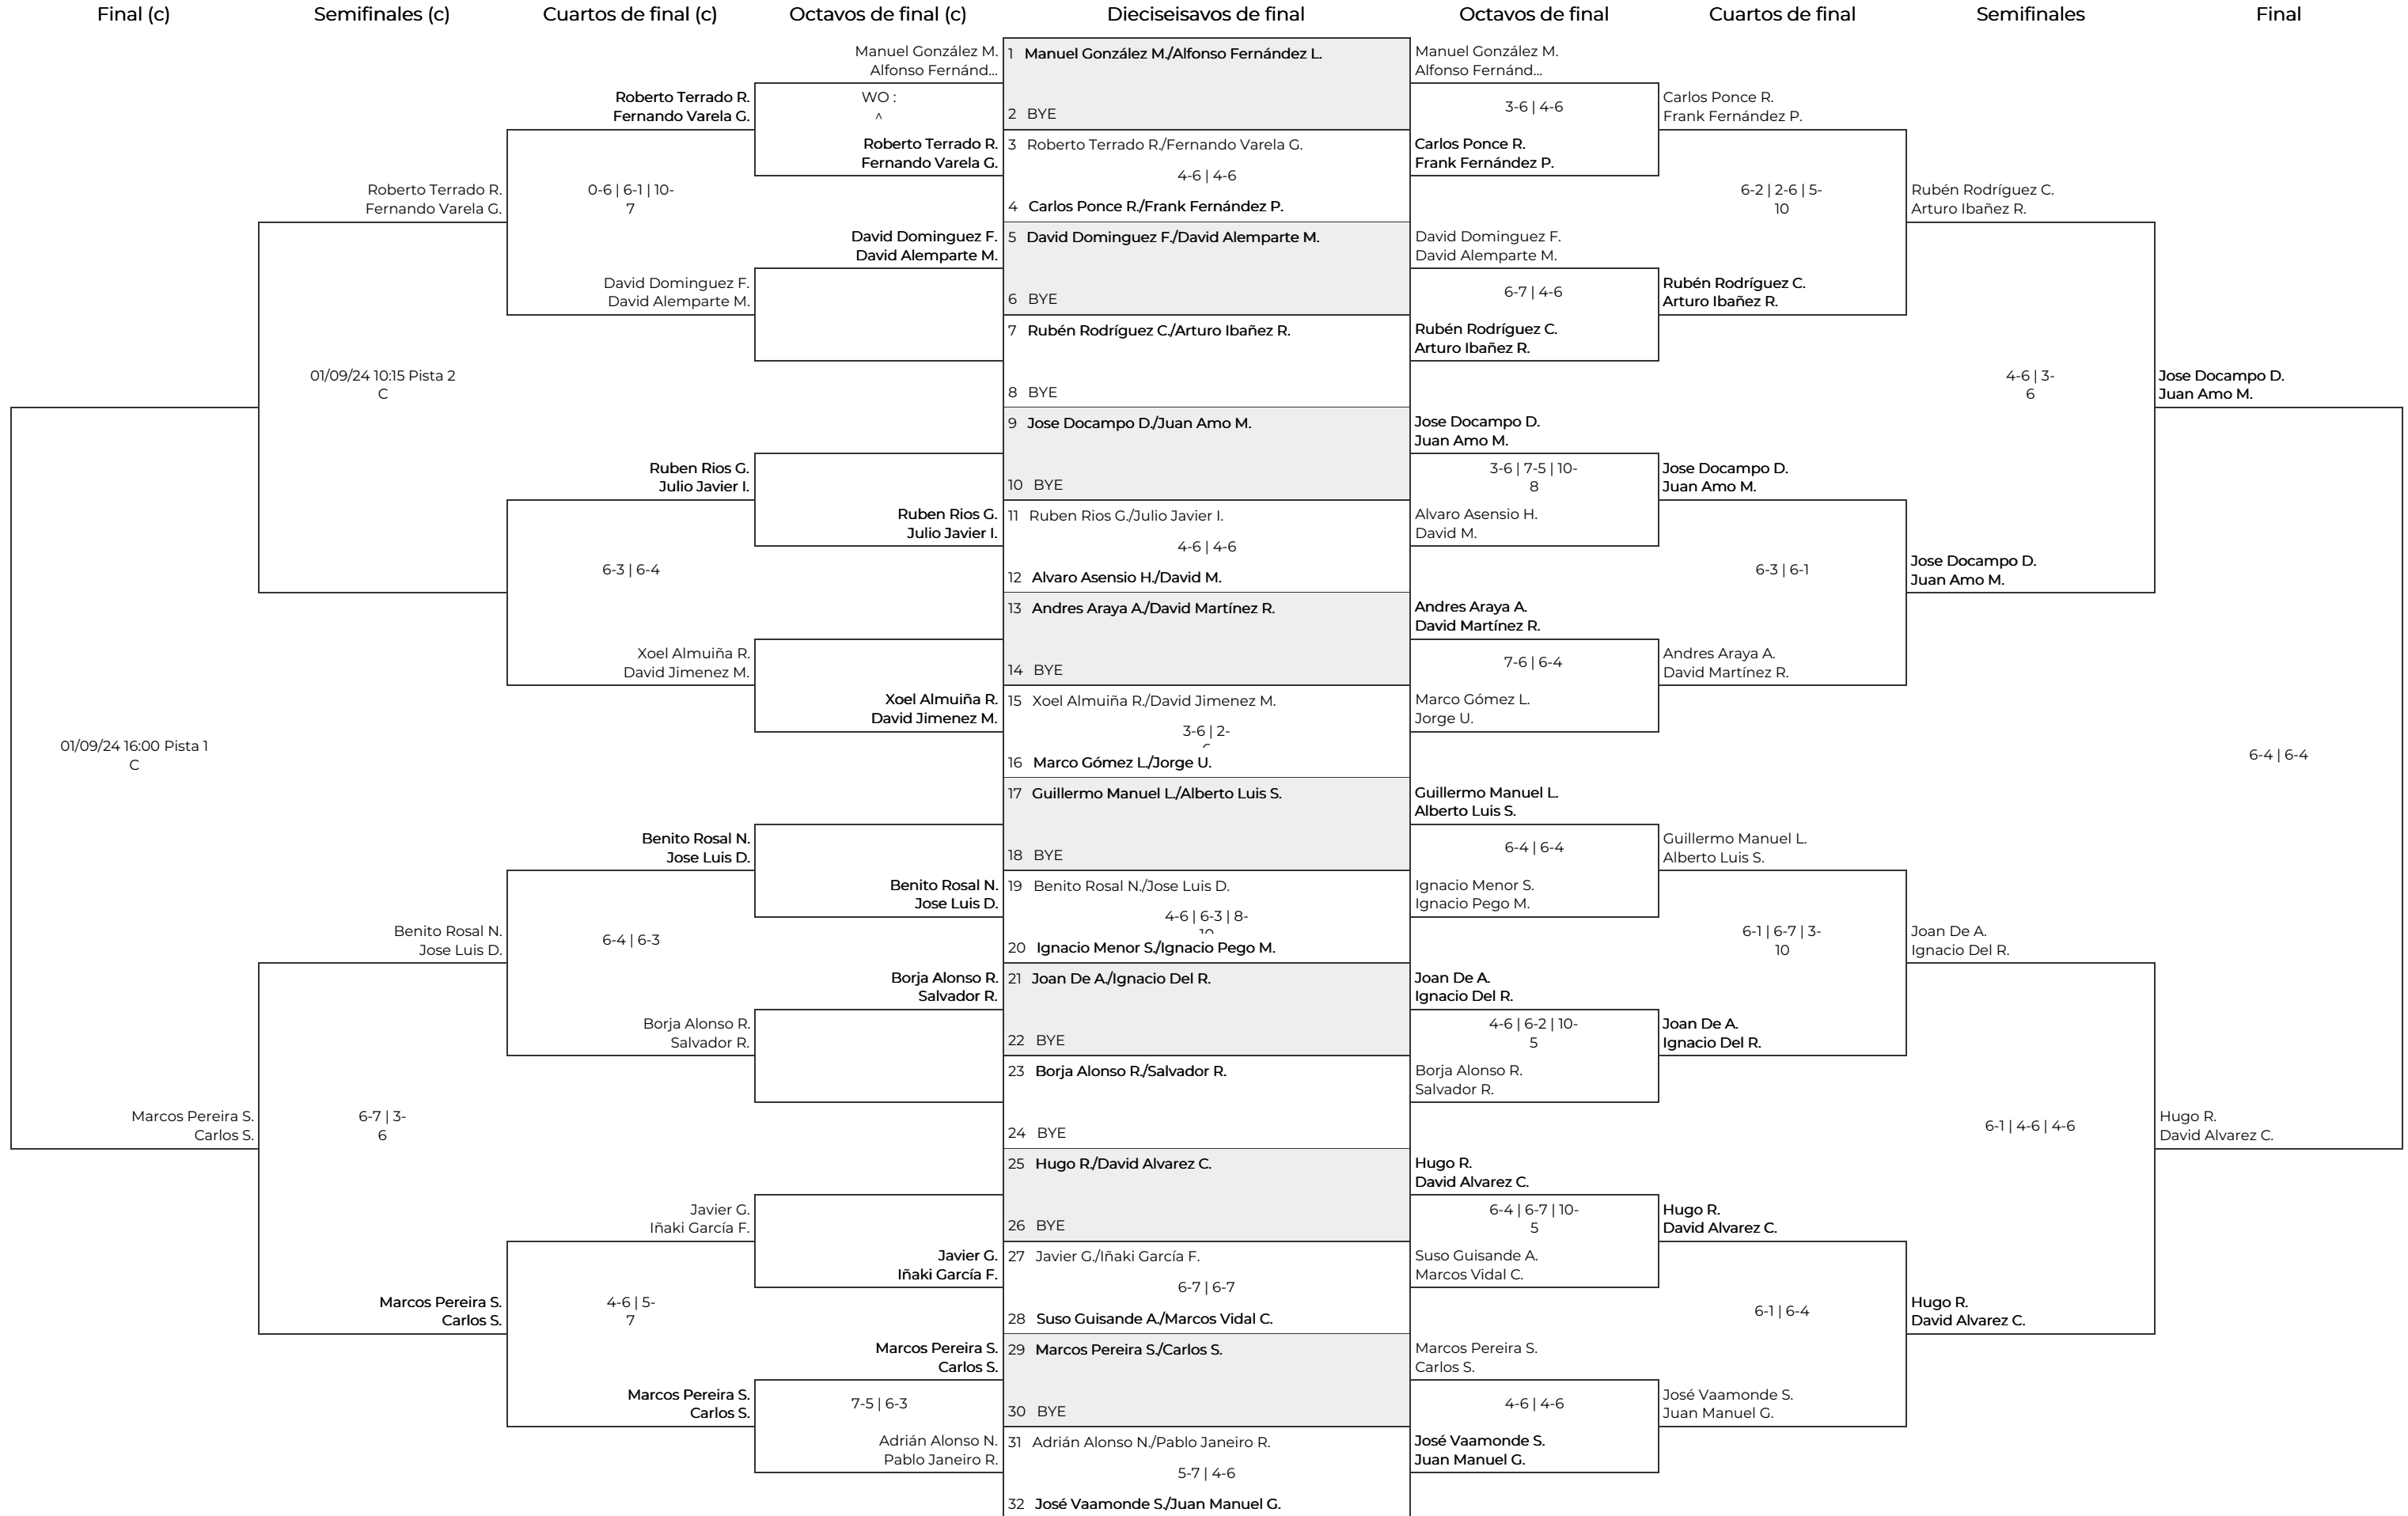 Final (c)
Semifinales (c)
Cuartos de final (c)
Octavos de final (c)
Dieciseisavos de final
Octavos de final
Cuartos de final
Semifinales
Final
Marcos Pereira S.
Carlos S.
01/09/24 16:00 Pista 1
C
Roberto Terrado R.
Fernando Varela G.
01/09/24 10:15 Pista 2
C
Benito Rosal N.
Jose Luis D.
6-7 | 3-
6
Marcos Pereira S.
Carlos S.
Roberto Terrado R.
Fernando Varela G.
0-6 | 6-1 | 10-
7
David Dominguez F.
David Alemparte M.
Ruben Rios G.
Julio Javier I.
6-3 | 6-4
Xoel Almuiña R.
David Jimenez M.
Benito Rosal N.
Jose Luis D.
6-4 | 6-3
Borja Alonso R.
Salvador R.
Javier G.
Iñaki García F.
4-6 | 5-
7
Marcos Pereira S.
Carlos S.
Manuel González M.
Alfonso Fernánd...
WO :
^
Roberto Terrado R.
Fernando Varela G.
David Dominguez F.
David Alemparte M.
Ruben Rios G.
Julio Javier I.
Xoel Almuiña R.
David Jimenez M.
Benito Rosal N.
Jose Luis D.
Borja Alonso R.
Salvador R.
Javier G.
Iñaki García F.
Marcos Pereira S.
Carlos S.
7-5 | 6-3
Adrián Alonso N.
Pablo Janeiro R.
1 Manuel González M./Alfonso Fernández L.
2 BYE
3 Roberto Terrado R./Fernando Varela G.
4-6 | 4-6
4 Carlos Ponce R./Frank Fernández P.
5 David Dominguez F./David Alemparte M.
6 BYE
7 Rubén Rodríguez C./Arturo Ibañez R.
8 BYE
9 Jose Docampo D./Juan Amo M.
10 BYE
11 Ruben Rios G./Julio Javier I.
4-6 | 4-6
12 Alvaro Asensio H./David M.
13 Andres Araya A./David Martínez R.
14 BYE
15 Xoel Almuiña R./David Jimenez M.
3-6 | 2-
16 Marco Gómez L./Jorge U.
17 Guillermo Manuel L./Alberto Luis S.
18 BYE
19 Benito Rosal N./Jose Luis D.
4-6 | 6-3 | 8-
10
20 Ignacio Menor S./Ignacio Pego M.
21 Joan De A./Ignacio Del R.
22 BYE
23 Borja Alonso R./Salvador R.
24 BYE
25 Hugo R./David Alvarez C.
26 BYE
27 Javier G./Iñaki García F.
6-7 | 6-7
28 Suso Guisande A./Marcos Vidal C.
29 Marcos Pereira S./Carlos S.
30 BYE
31 Adrián Alonso N./Pablo Janeiro R.
5-7 | 4-6
32 José Vaamonde S./Juan Manuel G.
Manuel González M.
Alfonso Fernánd...
3-6 | 4-6
Carlos Ponce R.
Frank Fernández P.
David Dominguez F.
David Alemparte M.
6-7 | 4-6
Rubén Rodríguez C.
Arturo Ibañez R.
Jose Docampo D.
Juan Amo M.
3-6 | 7-5 | 10-
8
Alvaro Asensio H.
David M.
Andres Araya A.
David Martínez R.
7-6 | 6-4
Marco Gómez L.
Jorge U.
Guillermo Manuel L.
Alberto Luis S.
6-4 | 6-4
Ignacio Menor S.
Ignacio Pego M.
Joan De A.
Ignacio Del R.
4-6 | 6-2 | 10-
5
Borja Alonso R.
Salvador R.
Hugo R.
David Alvarez C.
6-4 | 6-7 | 10-
5
Suso Guisande A.
Marcos Vidal C.
Marcos Pereira S.
Carlos S.
4-6 | 4-6
José Vaamonde S.
Juan Manuel G.
Carlos Ponce R.
Frank Fernández P.
6-2 | 2-6 | 5-
10
Rubén Rodríguez C.
Arturo Ibañez R.
Jose Docampo D.
Juan Amo M.
6-3 | 6-1
Andres Araya A.
David Martínez R.
Guillermo Manuel L.
Alberto Luis S.
6-1 | 6-7 | 3-
10
Joan De A.
Ignacio Del R.
Hugo R.
David Alvarez C.
6-1 | 6-4
José Vaamonde S.
Juan Manuel G.
Rubén Rodríguez C.
Arturo Ibañez R.
4-6 | 3-
6
Jose Docampo D.
Juan Amo M.
Joan De A.
Ignacio Del R.
6-1 | 4-6 | 4-6
Hugo R.
David Alvarez C.
Jose Docampo D.
Juan Amo M.
6-4 | 6-4
Hugo R.
David Alvarez C.